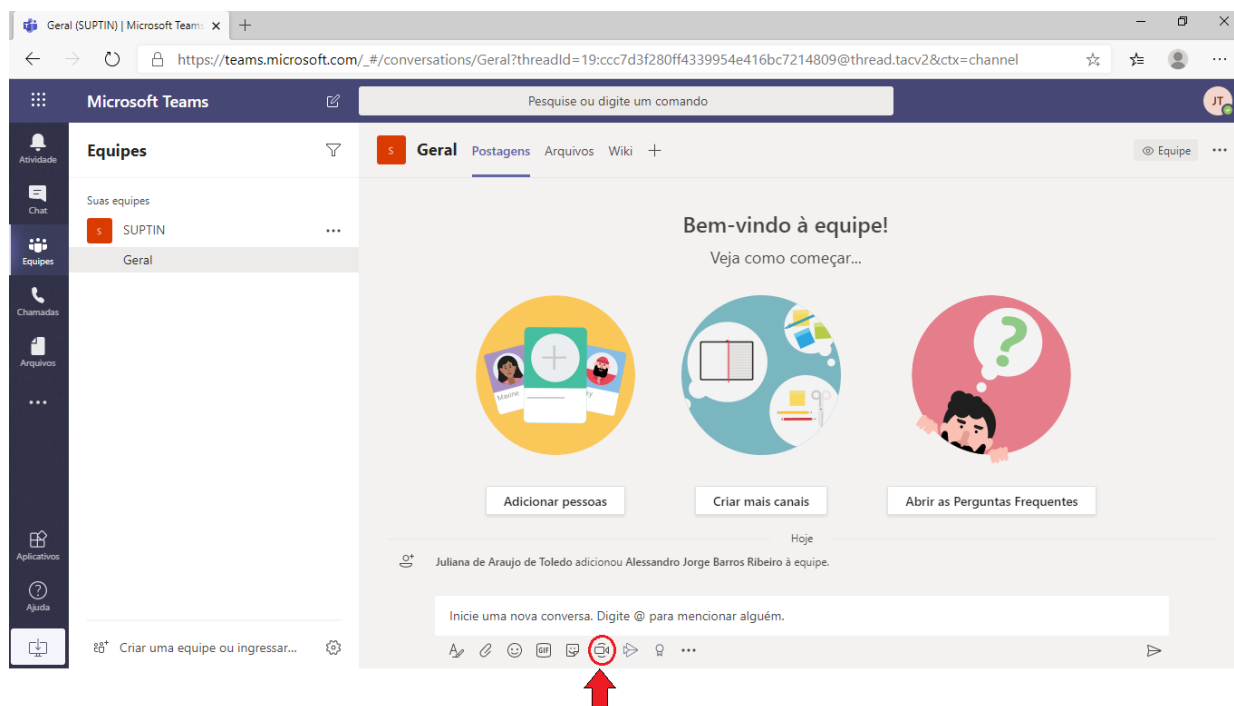 Geral (SUPTIN) | Microsoft Teams
https://teams.microsoft.com/_#/conversations/Geral?threadId=19:ccc7d3f280ff4339954e416bc7214809@thread.tacv2&ctx=channel
Microsoft Teams
Pesquise ou digite um comando
JT
Atividade
Chat
Equipes
Chamadas
Arquivos
Aplicativos
Ajuda
Equipes
Suas equipes
S SUPTIN
Geral
Criar uma equipe ou ingressar...
S Geral Postagens Arquivos Wiki
Equipe
Bem-vindo à equipe!
Veja como começar...
Maxine
Adicionar pessoas
Criar mais canais
Abrir as Perguntas Frequentes
Hoje
Juliana de Araujo de Toledo adicionou Alessandro Jorge Barros Ribeiro à equipe.
Inicie uma nova conversa. Digite @ para mencionar alguém.
GIF